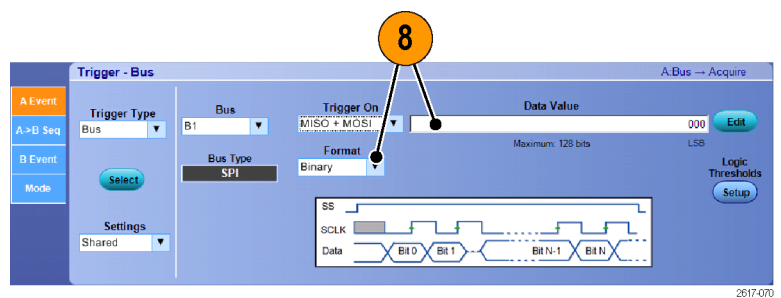 8
Trigger - Bus
A:Bus → Acquire
A Event
A->B Seq
B Event
Mode
Trigger Type
Bus
Select
Settings
Shared
Bus
B1
Bus Type
SPI
Trigger On
MISO + MOSI
Format
Binary
Data Value
000
Maximum: 128 bits
LSB
Edit
Logic
Thresholds
Setup
SS
SCLK
Data
Bit 0
Bit 1
Bit N-1
Bit N
2617-070